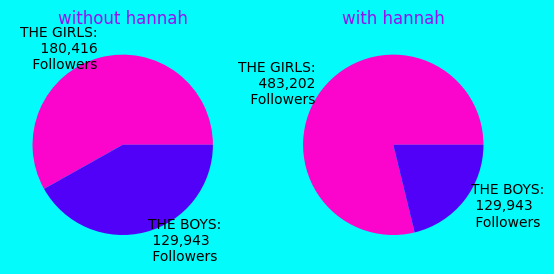 without hannah
THE GIRLS:
180,416
Followers
THE BOYS:
129,943
Followers
with hannah
THE GIRLS:
483,202
Followers
THE BOYS:
129,943
Followers